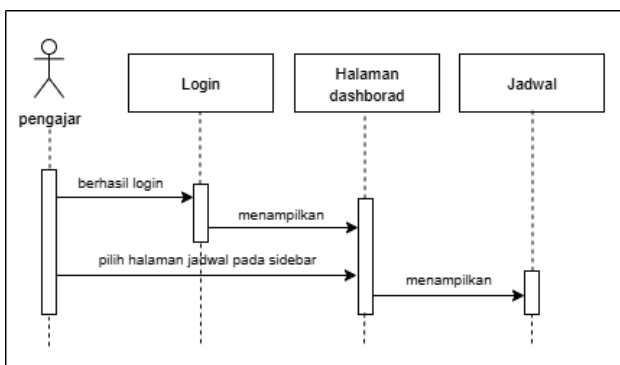 pengajar
Login
Halaman
dashborad
Jadwal
berhasil login
menampilkan
pilih halaman jadwal pada sidebar
menampilkan